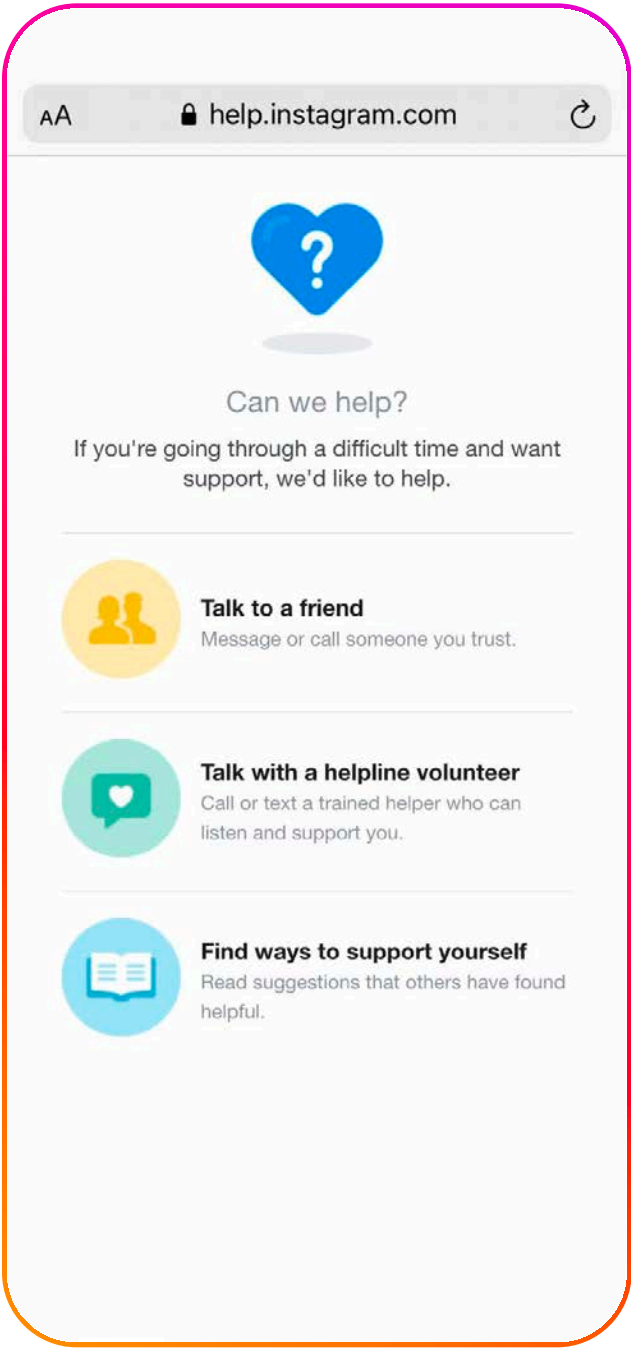 AA help.instagram.com
?
Can we help?
If you're going through a difficult time and want
support, we'd like to help.
Talk to a friend
Message or call someone you trust.
Talk with a helpline volunteer
Call or text a trained helper who can
listen and support you.
Find ways to support yourself
Read suggestions that others have found
helpful.